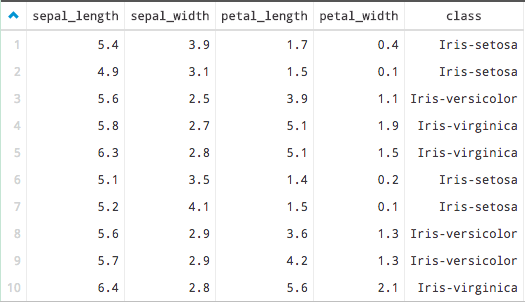 sepal_length sepal_width petal_length petal_width class
1 5.4 3.9 1.7 0.4 Iris-setosa
2 4.9 3.1 1.5 0.1 Iris-setosa
3 5.6 2.5 3.9 1.1 Iris-versicolor
4 5.8 2.7 5.1 1.9 Iris-virginica
5 6.3 2.8 5.1 1.5 Iris-virginica
6 5.1 3.5 1.4 0.2 Iris-setosa
7 5.2 4.1 1.5 0.1 Iris-setosa
8 5.6 2.9 3.6 1.3 Iris-versicolor
9 5.7 2.9 4.2 1.3 Iris-versicolor
10 6.4 2.8 5.6 2.1 Iris-virginica